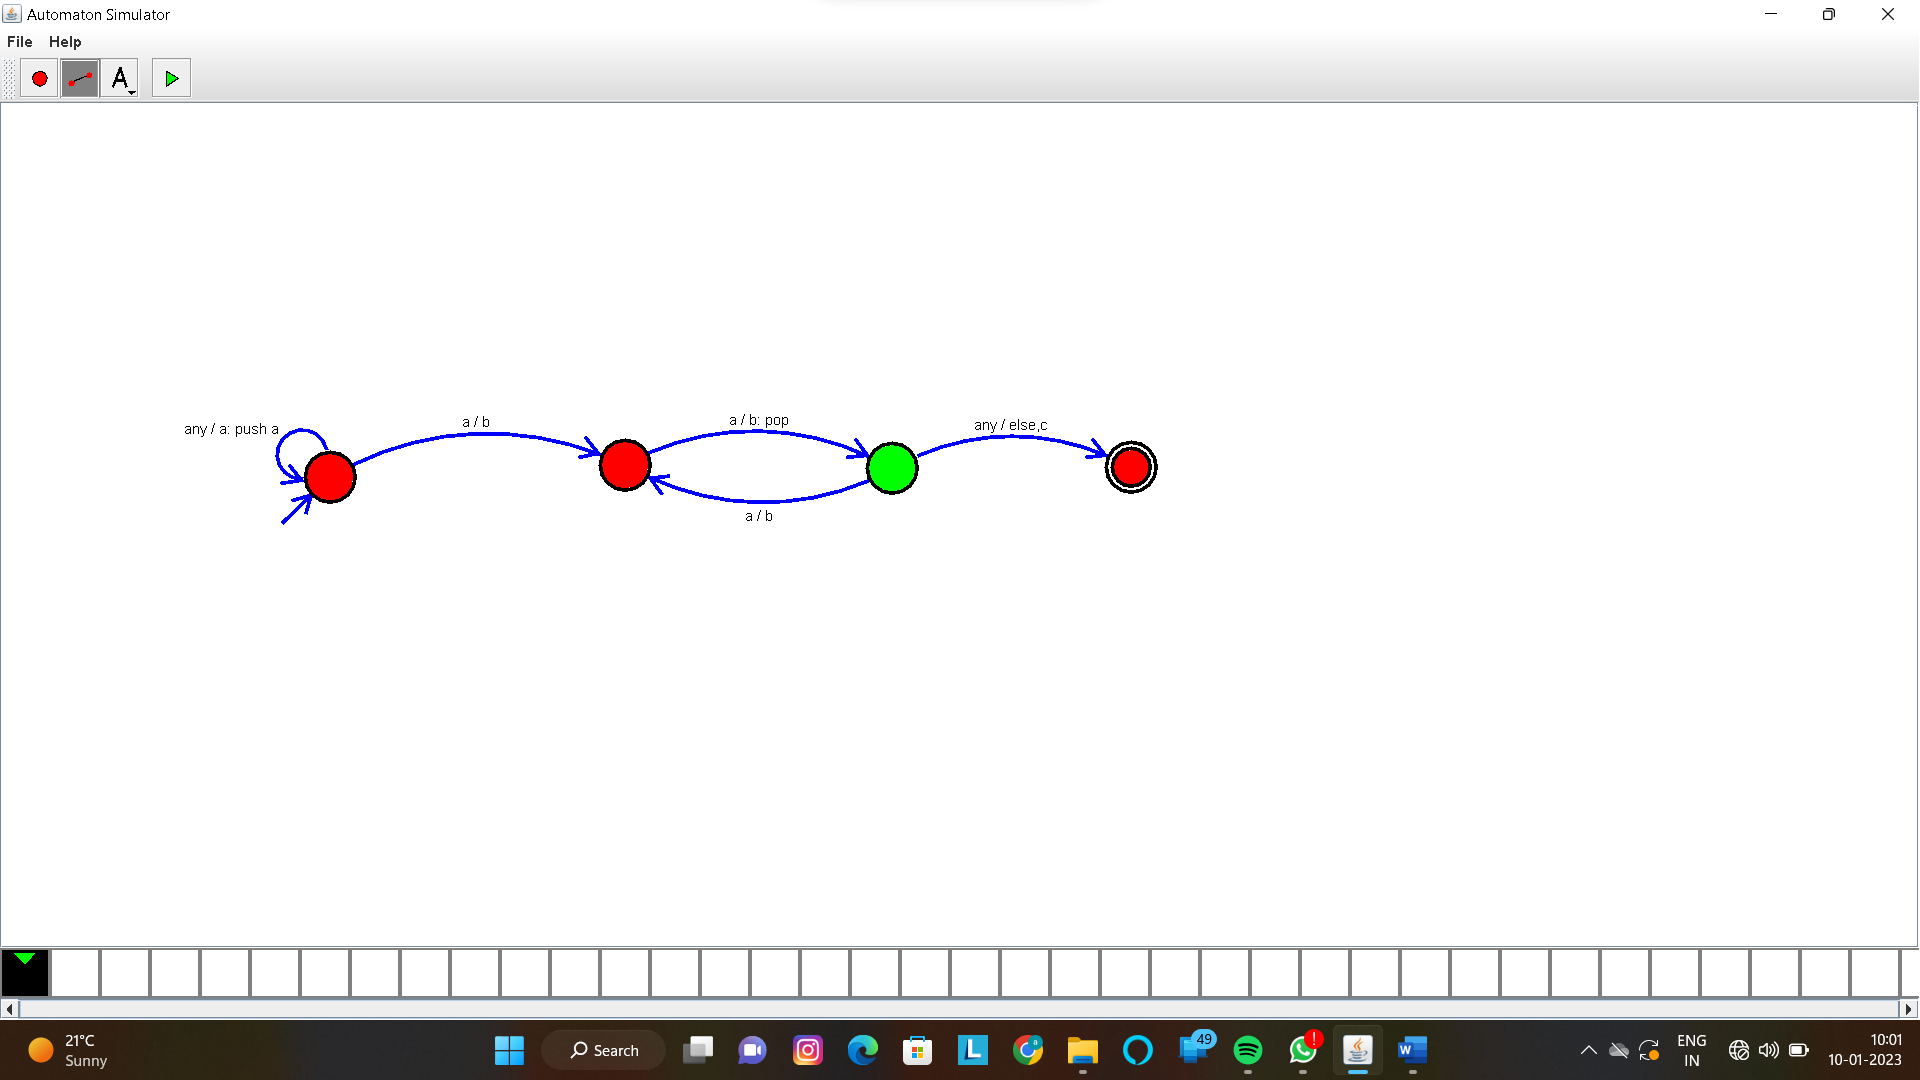 Automaton Simulator
File Help
A
any / a: push a
a / b
a / b: pop
any / else,c
a / b
21°C
Sunny
Search
L
a
49
!
W
ENG
IN
10:01
10-01-2023